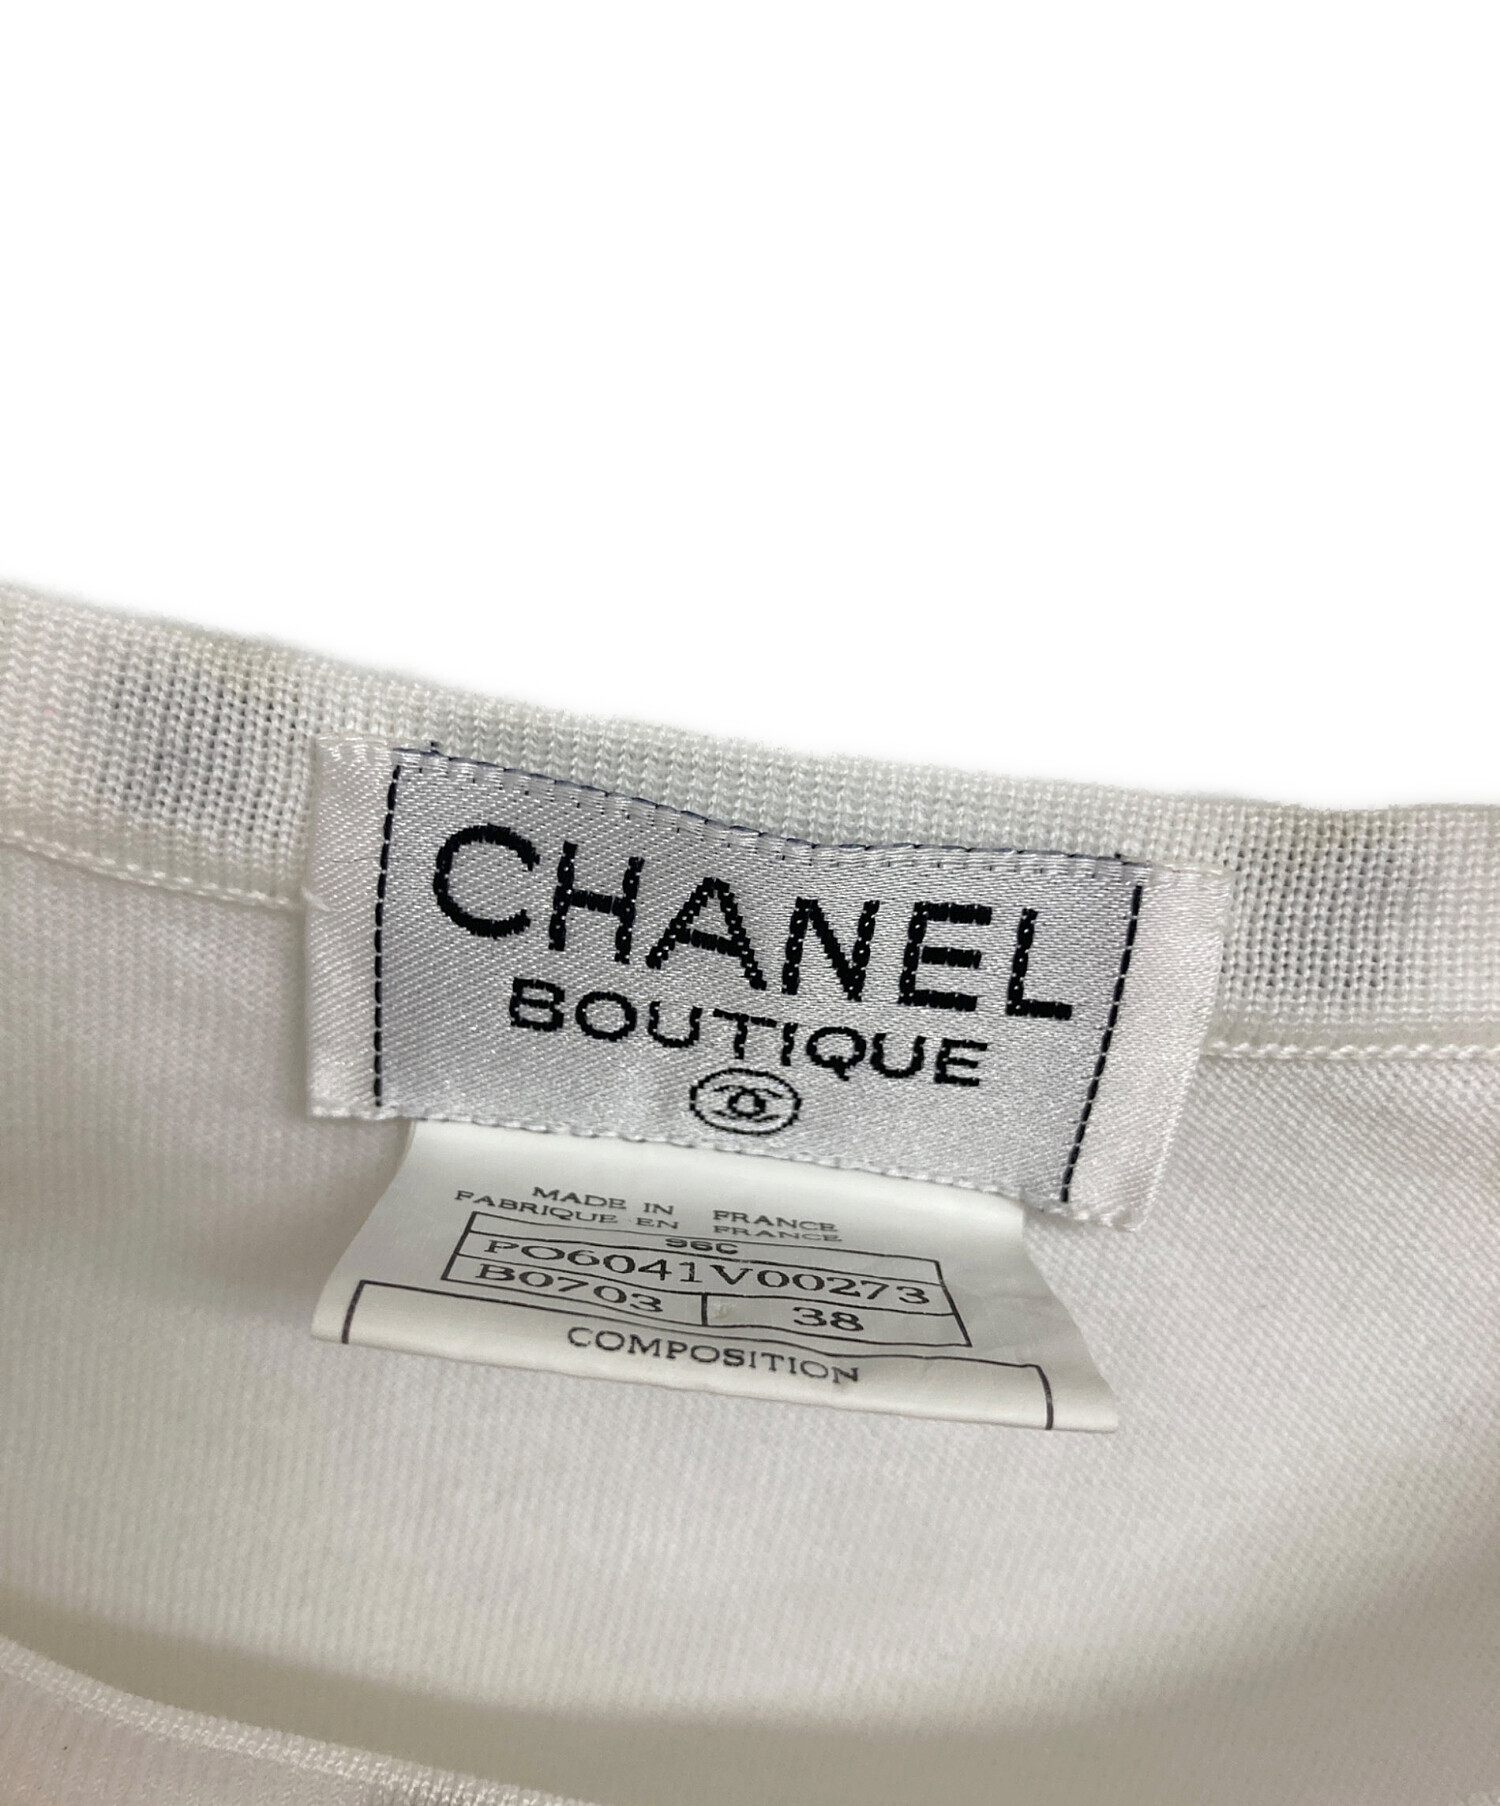 CHANEL
BOUTIQUE
MADE IN FRANCE
FABRIQUE EN FRANCE
96C
PO6041V00273
B0703 38
COMPOSITION